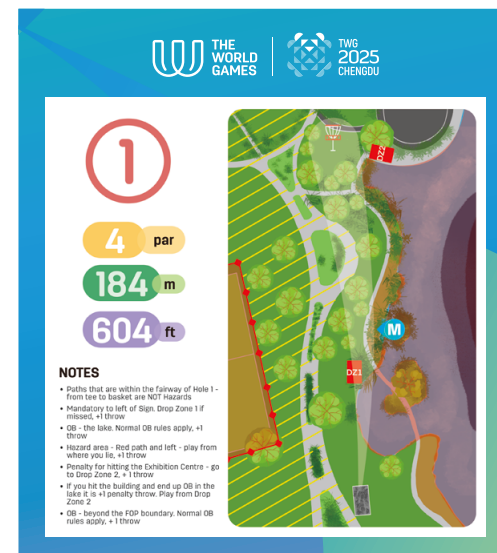 THE
WORLD
GAMES
TWG
2025
CHENGDU
1
4 par
184 m
604 ft
NOTES
• Paths that are within the fairway of Hole 1 -
from tee to basket are NOT Hazards
• Mandatory to left of Sign. Drop Zone 1 if
missed, +1 throw
• OB - the lake. Normal OB rules apply, +1
throw
• Hazard area - Red path and left - play from
where you lie, +1 throw
• Penalty for hitting the Exhibition Centre - go
to Drop Zone 2, + 1 throw
• If you hit the building and end up OB in the
lake it is +1 penalty throw. Play from Drop
Zone 2
• OB - beyond the FOP boundary. Normal OB
rules apply, + 1 throw
DZ2
M
DZ1